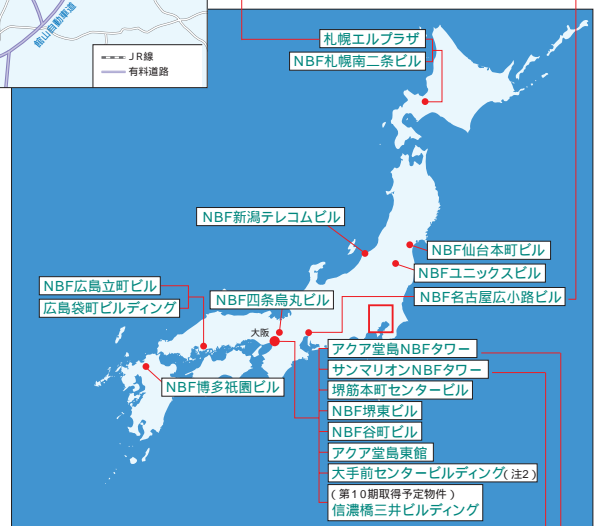 館山自動車道
JR線
有料道路
札幌エルプラザ
NBF札幌南二条ビル
NBF新潟テレコムビル
NBF仙台本町ビル
NBFユニックスビル
NBF名古屋広小路ビル
NBF広島立町ビル
広島袋町ビルディング
NBF四条烏丸ビル
大阪
NBF博多祇園ビル
アクア堂島NBFタワー
サンマリオンNBFタワー
堺筋本町センタービル
NBF堺東ビル
NBF谷町ビル
アクア堂島東館
大手前センタービルディング(注2)
(第10期取得予定物件)
信濃橋三井ビルディング